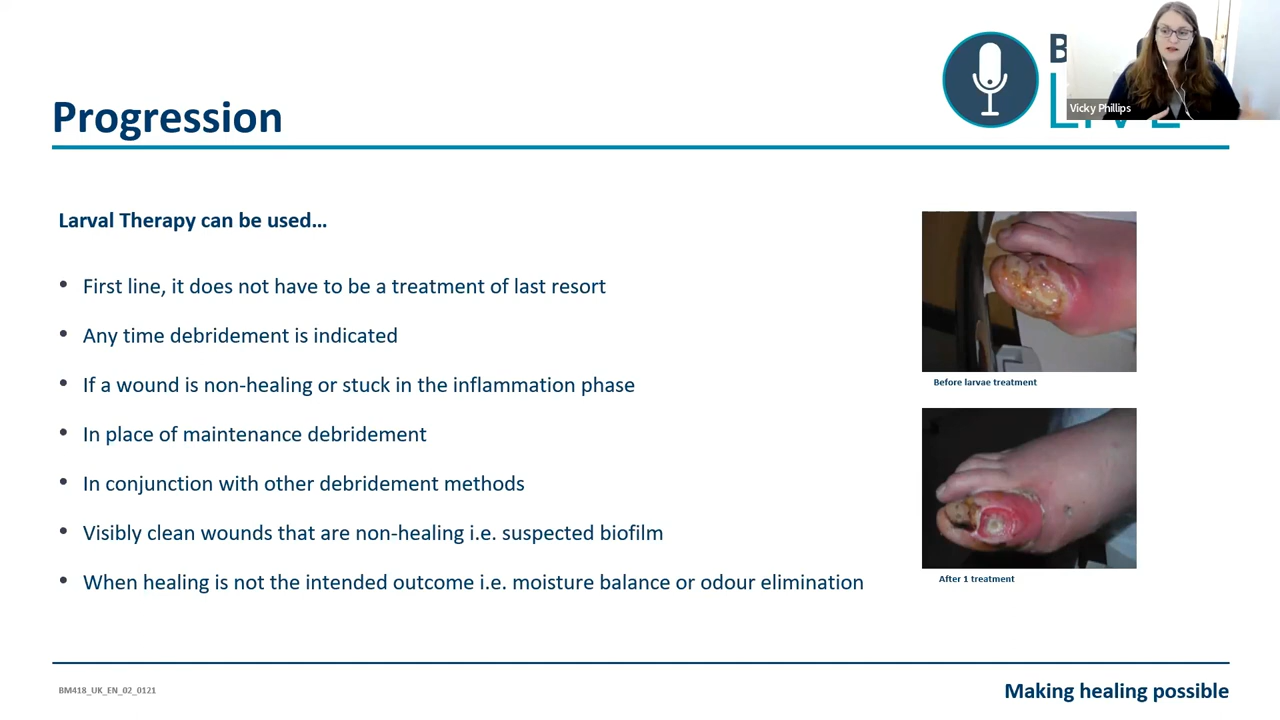 B
Vicky Phillips
Progression
Larval Therapy can be used...
• First line, it does not have to be a treatment of last resort
• Any time debridement is indicated
• If a wound is non-healing or stuck in the inflammation phase
• In place of maintenance debridement
• In conjunction with other debridement methods
• Visibly clean wounds that are non-healing i.e. suspected biofilm
• When healing is not the intended outcome i.e. moisture balance or odour elimination
Before larvae treatment
After 1 treatment
BM418_UK_EN_02_0121
Making healing possible